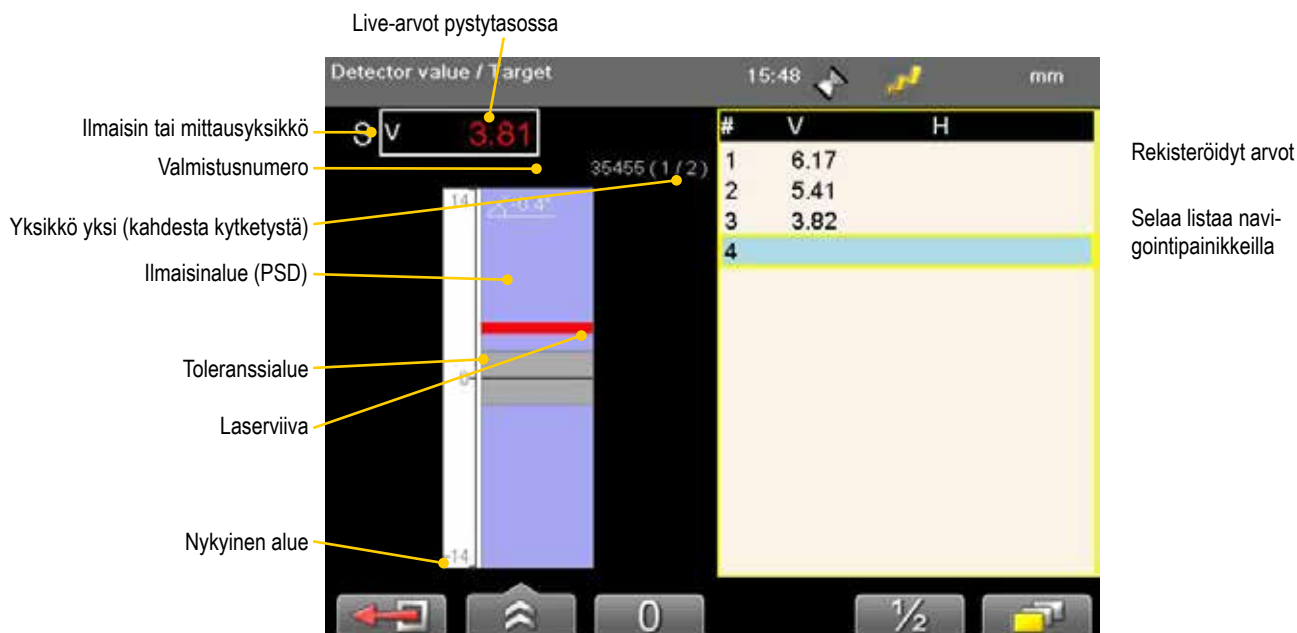 Live-arvot pystytasossa
Detector value / Target 15:48 mm
Ilmaisin tai mittausyksikkö
S V 3.81
# V H
Valmistusnumero
35455 (1 / 2)
1 6.17
Rekisteröidyt arvot
2 5.41
Yksikkö yksi (kahdesta kytketystä)
14
-0.4°
3 3.82
Selaa listaa navi-
gointipainikkeilla
4
Ilmaisinalue (PSD)
Toleranssialue
0
Laserviiva
Nykyinen alue
-14
0
½